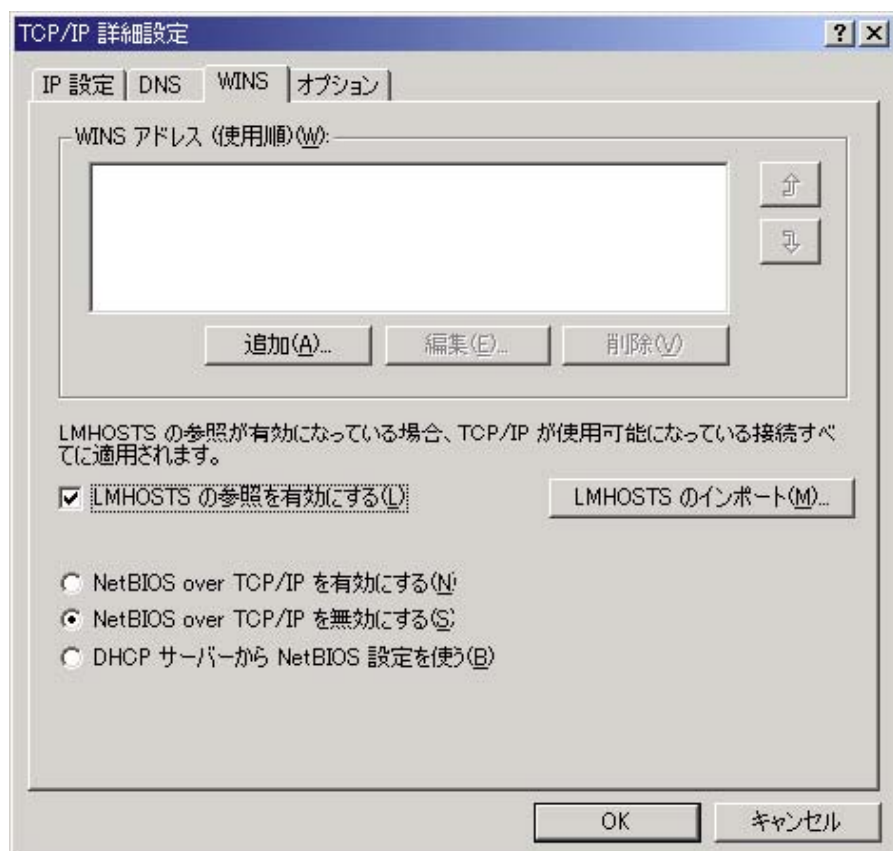 TCP/IP 詳細設定
IP 設定 DNS WINS オプション
WINS アドレス (使用順)(W):
追加(A)... 編集(E)... 削除(V)
LMHOSTS の参照が有効になっている場合、TCP/IP が使用可能になっている接続すべ
てに適用されます。
LMHOSTS の参照を有効にする(L) LMHOSTS のインポート(M)...
NetBIOS over TCP/IP を有効にする(N)
NetBIOS over TCP/IP を無効にする(S)
DHCP サーバーから NetBIOS 設定を使う(B)
OK キャンセル